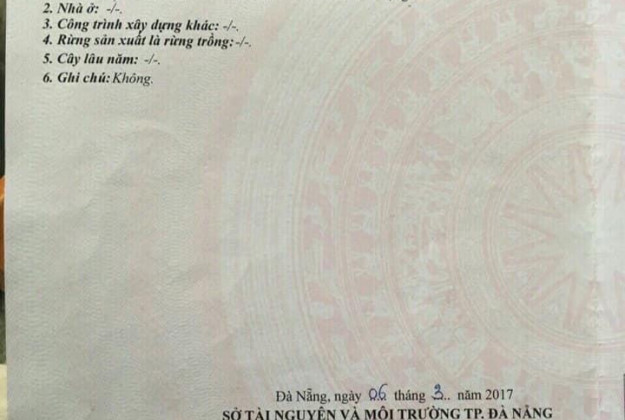 2. Nhà ở: -/-.
3. Công trình xây dựng khác: -/-.
4. Rừng sản xuất là rừng trồng: -/-.
5. Cây lâu năm: -/-.
6. Ghi chú: Không.
Đà Nẵng, ngày 06 tháng 3.. năm 2017
SỞ TÀI NGUYÊN VÀ MÔI TRƯỜNG TP. ĐÀ NẴNG